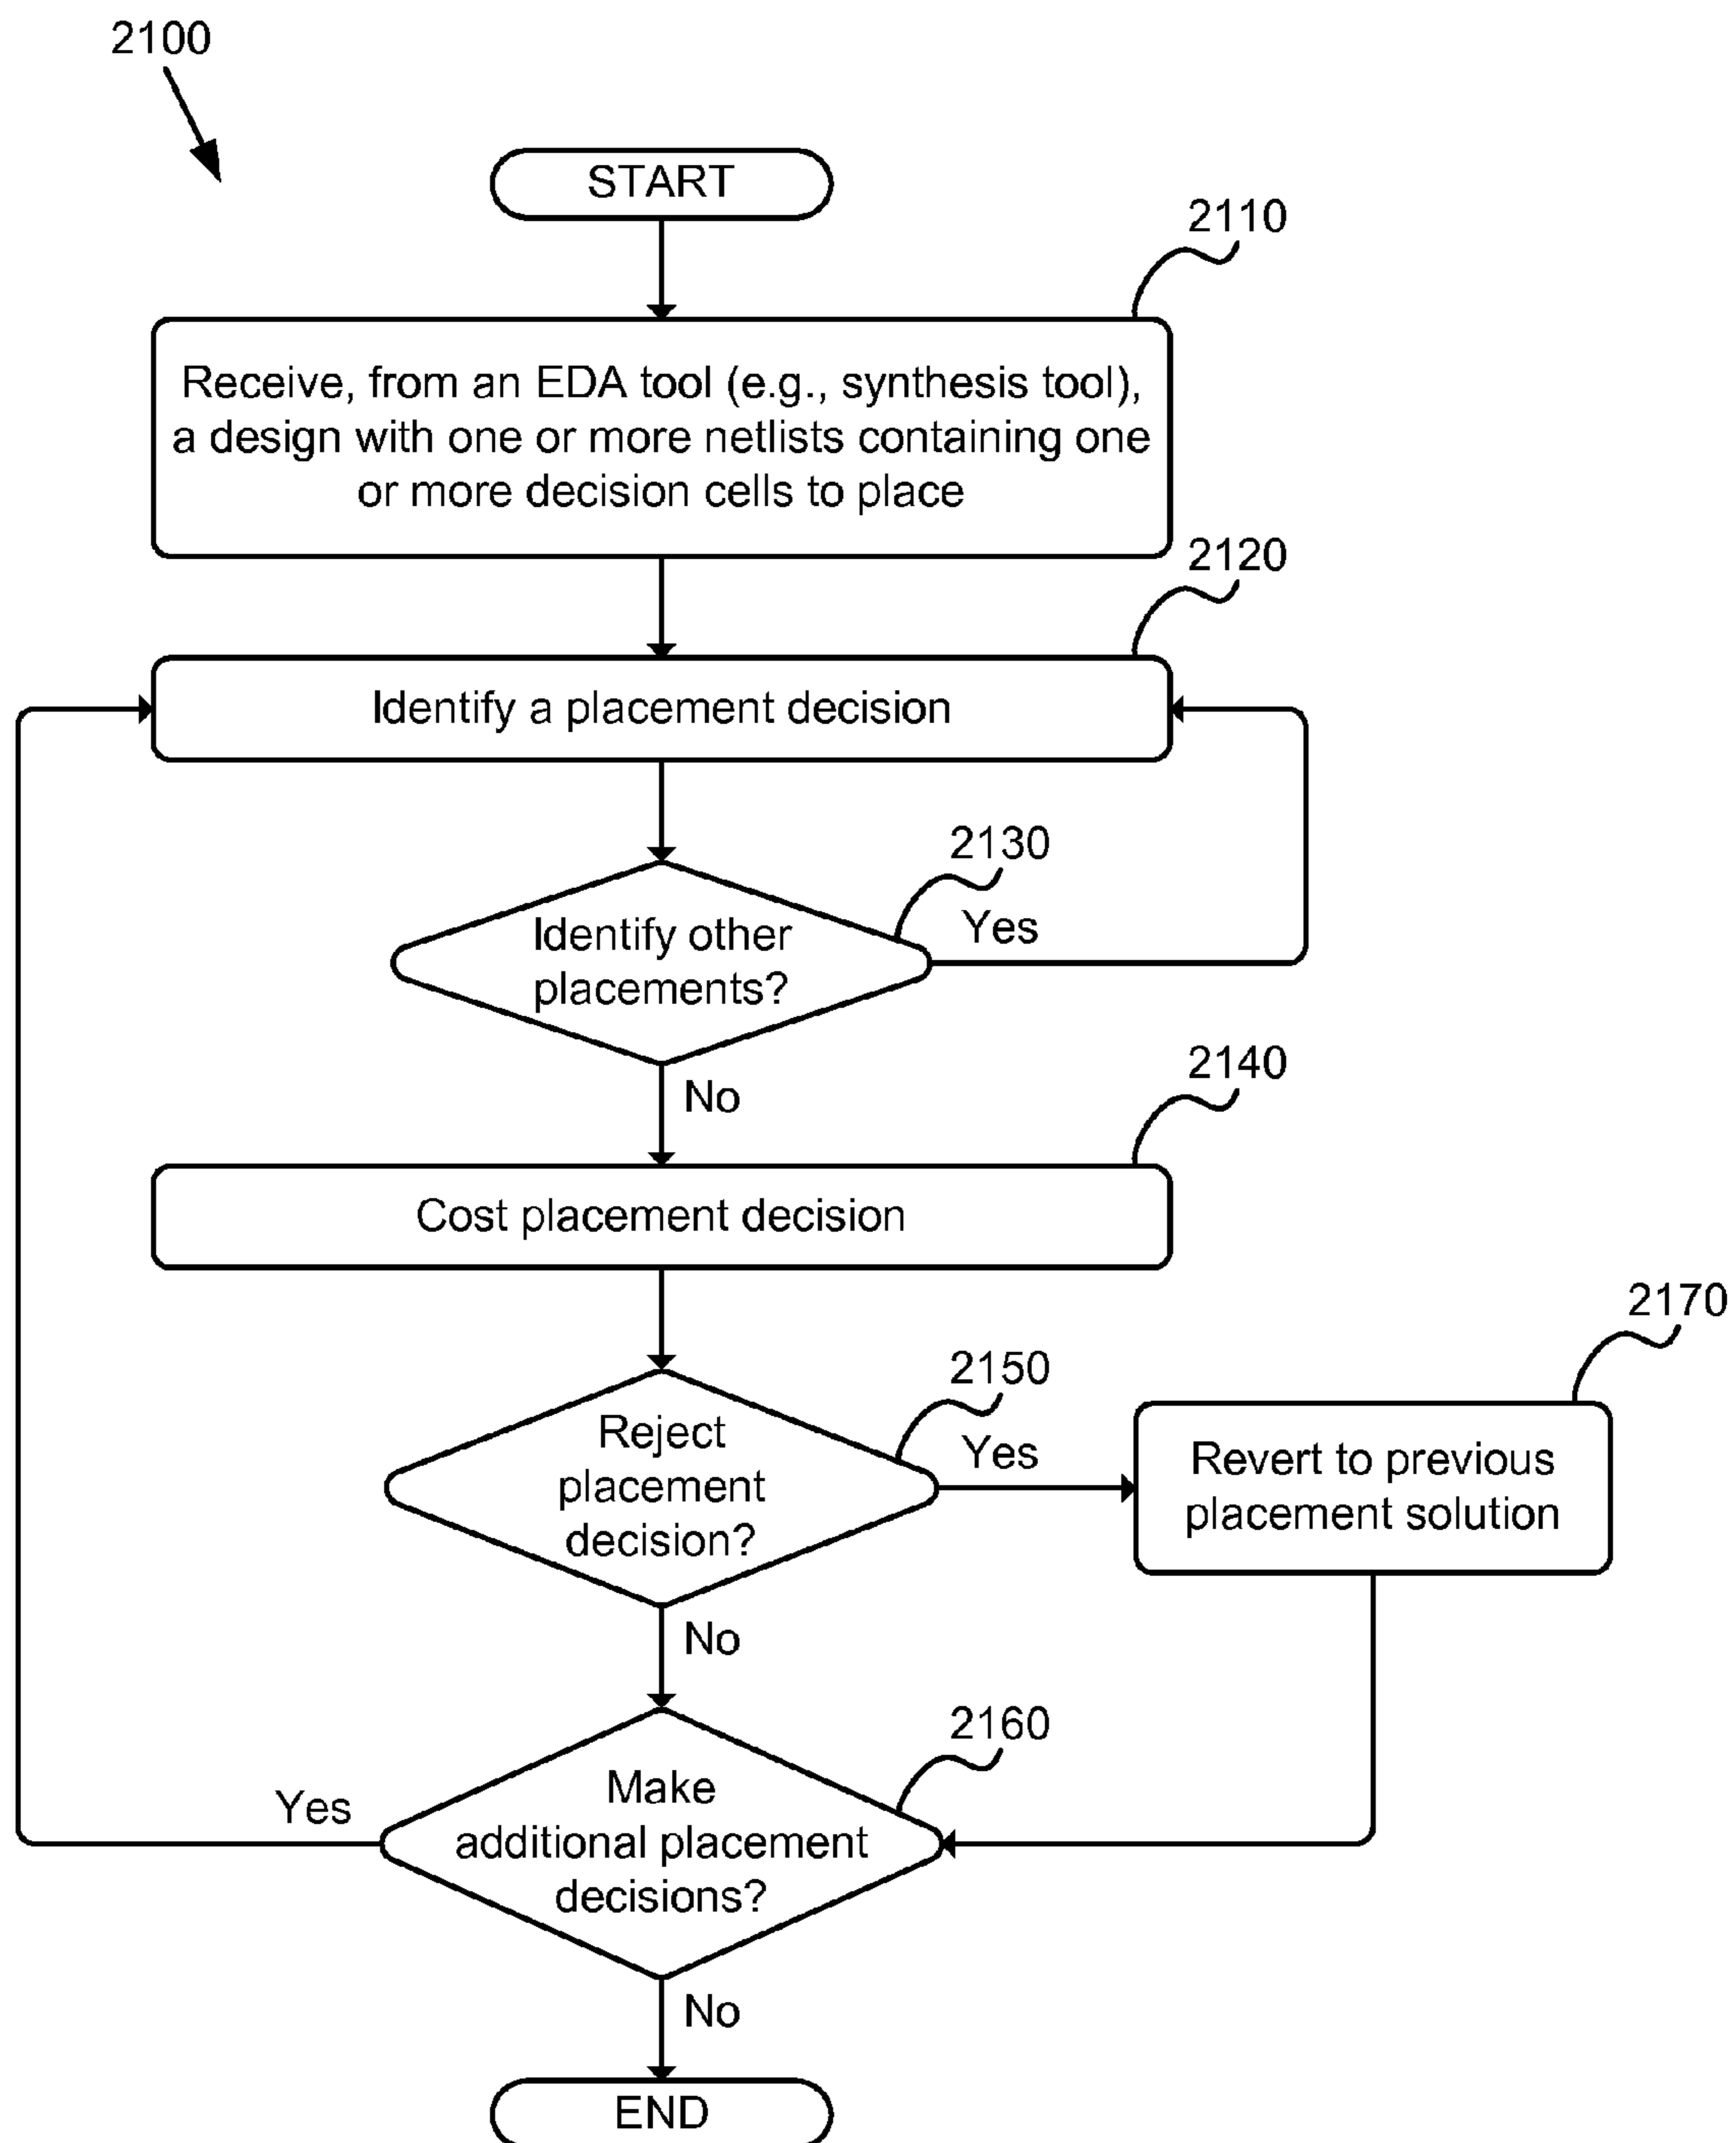 2100
START
2110
Receive, from an EDA tool (e.g., synthesis tool),
a design with one or more netlists containing one
or more decision cells to place
2120
Identify a placement decision
2130
Identify other
placements?
Yes
No
2140
Cost placement decision
2150
Reject
placement
decision?
Yes
2170
Revert to previous
placement solution
No
2160
Make
additional placement
decisions?
Yes
No
END